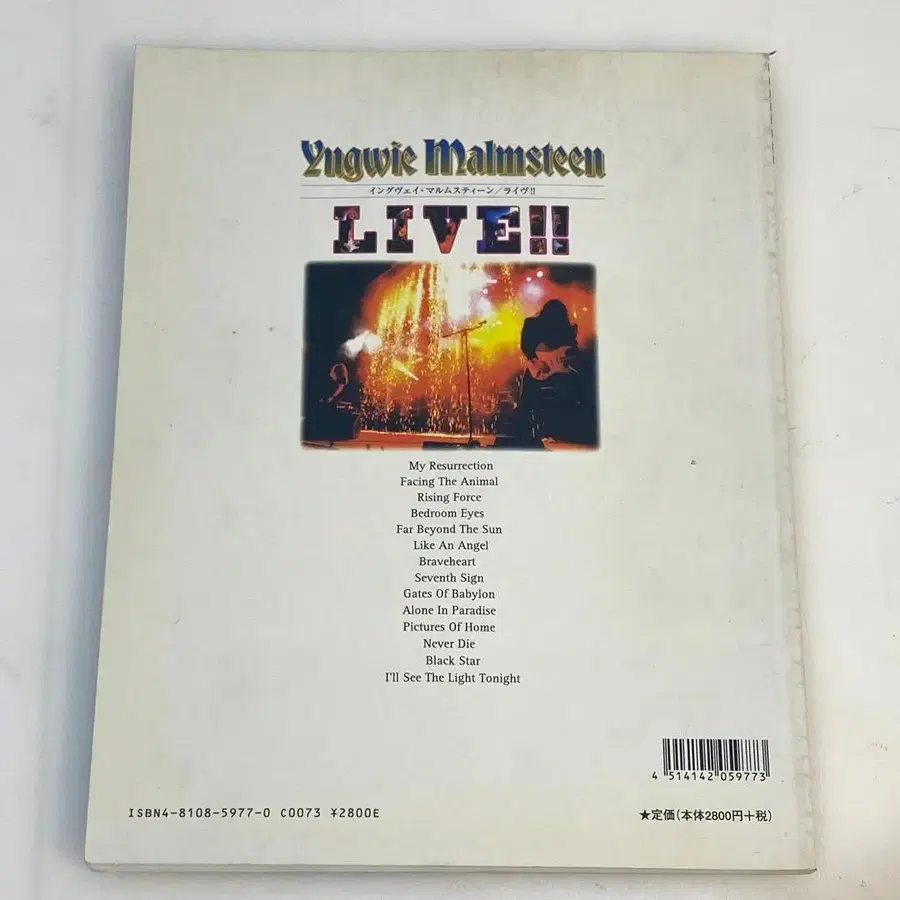 Yngwie Malmsteen
イングヴェイ・マルムスティーン／ライヴ!!
LIVE!!
My Resurrection
Facing The Animal
Rising Force
Bedroom Eyes
Far Beyond The Sun
Like An Angel
Braveheart
Seventh Sign
Gates Of Babylon
Alone In Paradise
Pictures Of Home
Never Die
Black Star
I'll See The Light Tonight
4 514142 059773
ISBN4-8108-5977-0 C0073 ¥2800E
★定価(本体2800円+税)